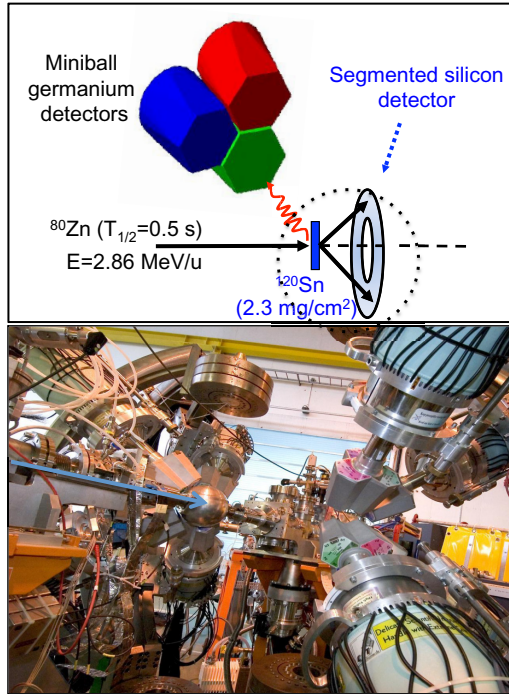 Miniball
germanium
detectors
Segmented silicon
detector
⁸⁰Zn (T₁/₂=0.5 s)
E=2.86 MeV/u
¹²⁰Sn
(2.3 mg/cm²)